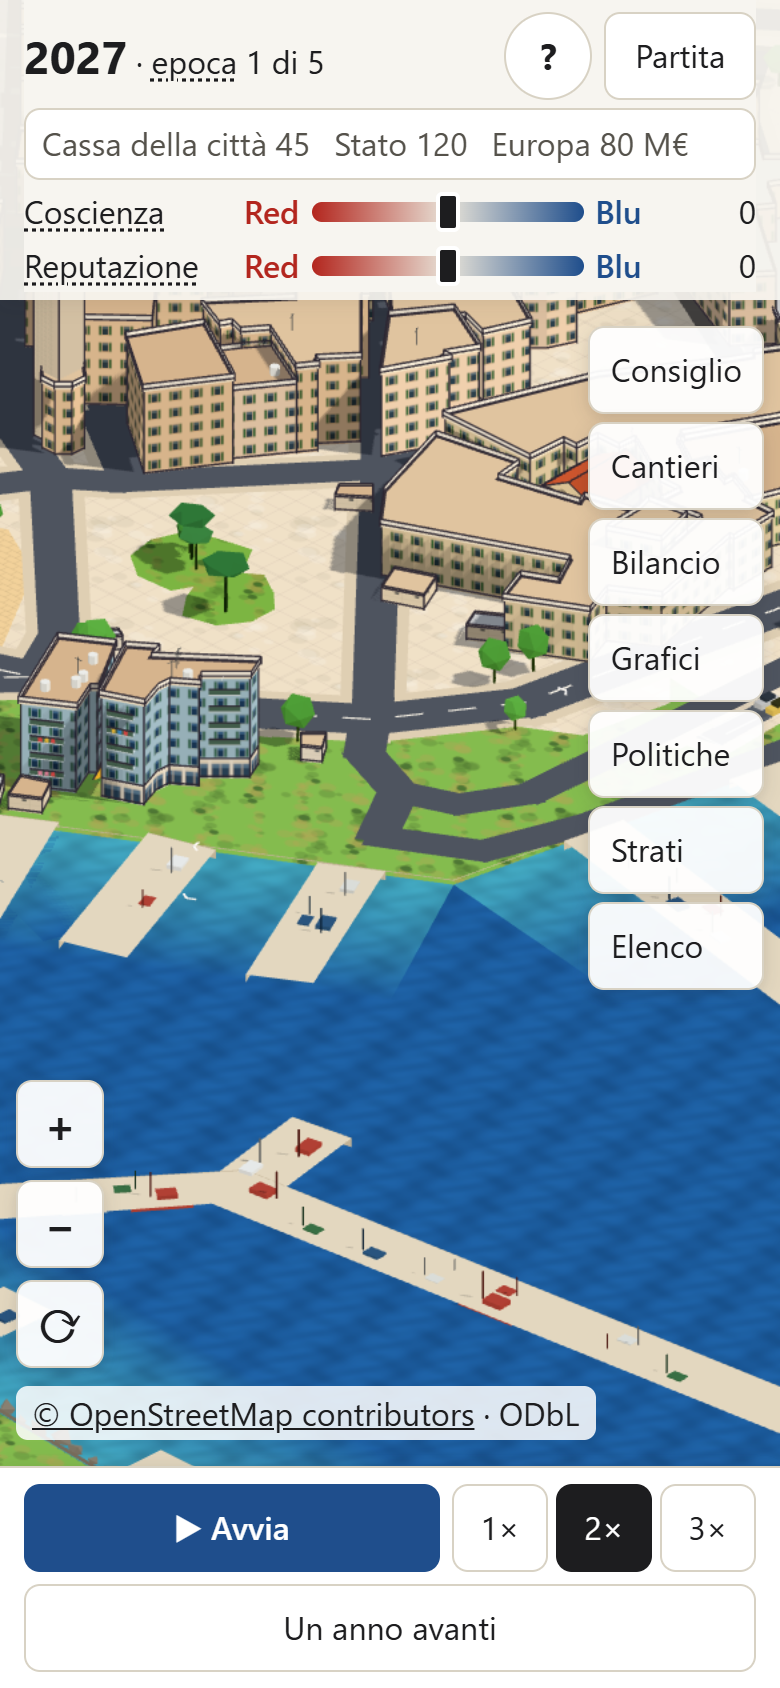 2027 · epoca 1 di 5
?
Partita
Cassa della città 45 Stato 120 Europa 80 M€
Coscienza Red Blu 0
Reputazione Red Blu 0
Consiglio
Cantieri
Bilancio
Grafici
Politiche
Strati
Elenco
+
−
© OpenStreetMap contributors · ODbL
▶ Avvia
1×
2×
3×
Un anno avanti